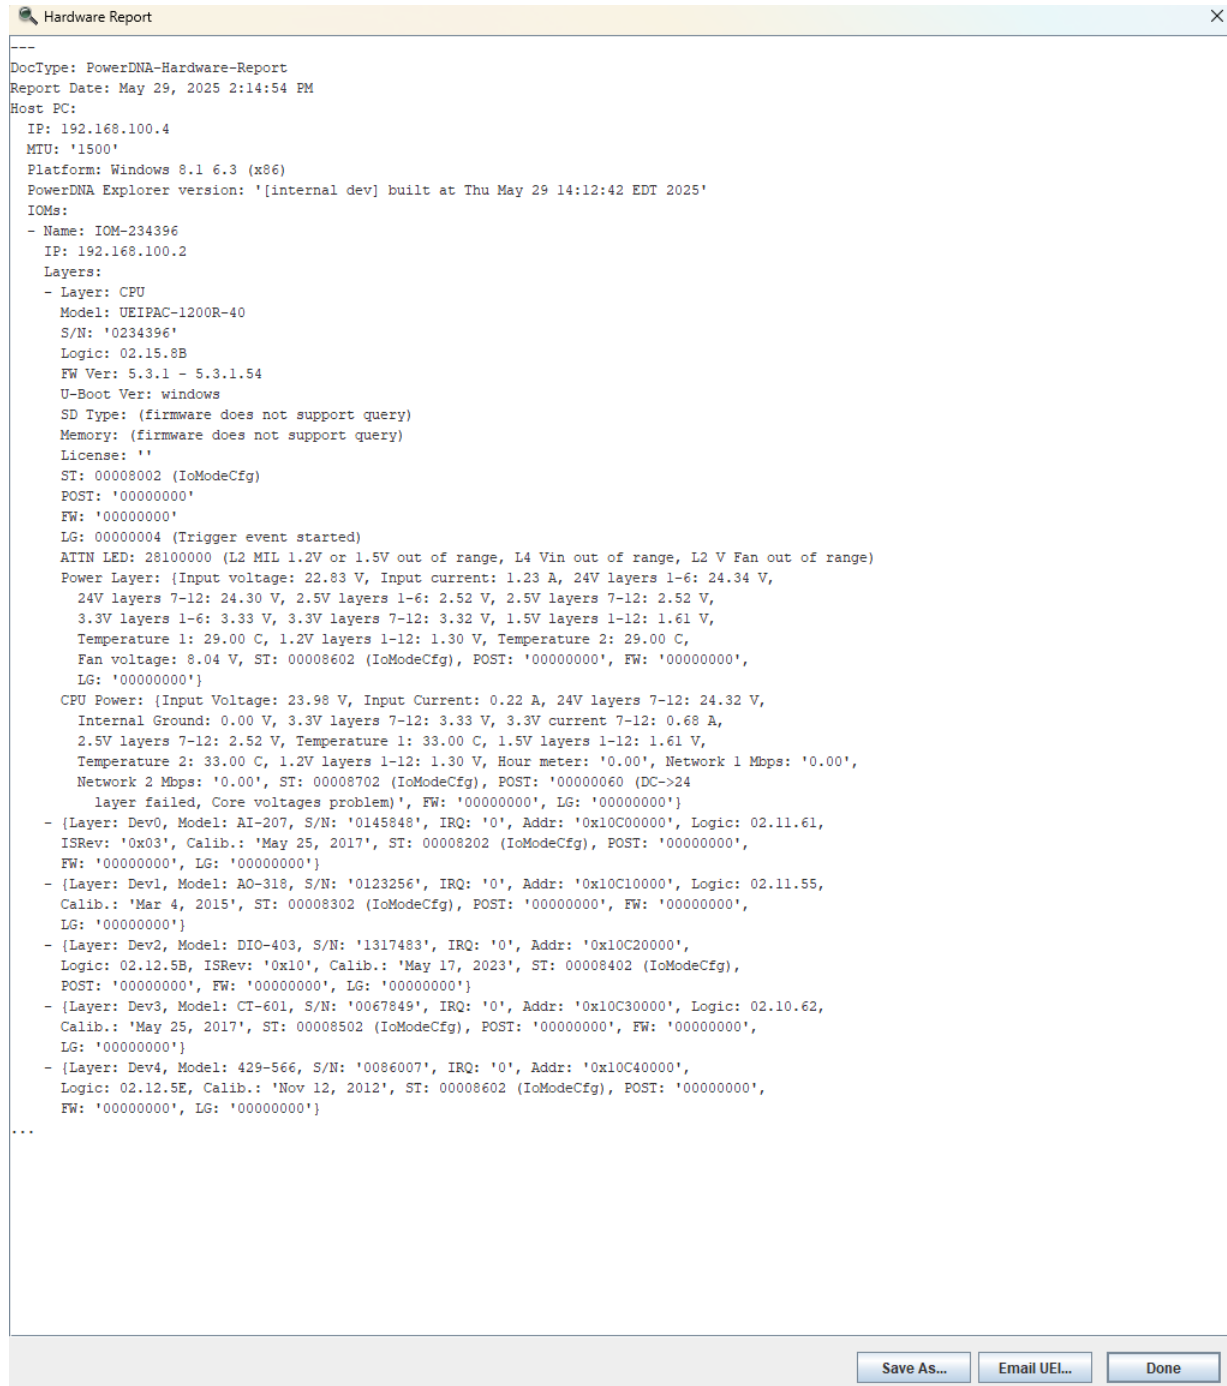 Hardware Report
---
DocType: PowerDNA-Hardware-Report
Report Date: May 29, 2025 2:14:54 PM
Host PC:
  IP: 192.168.100.4
  MTU: '1500'
  Platform: Windows 8.1 6.3 (x86)
  PowerDNA Explorer version: '[internal dev] built at Thu May 29 14:12:42 EDT 2025'
  IOMs:
  - Name: IOM-234396
    IP: 192.168.100.2
    Layers:
    - Layer: CPU
      Model: UEIPAC-1200R-40
      S/N: '0234396'
      Logic: 02.15.8B
      FW Ver: 5.3.1 - 5.3.1.54
      U-Boot Ver: windows
      SD Type: (firmware does not support query)
      Memory: (firmware does not support query)
      License: ''
      ST: 00008002 (IoModeCfg)
      POST: '00000000'
      FW: '00000000'
      LG: 00000004 (Trigger event started)
      ATTN LED: 28100000 (L2 MIL 1.2V or 1.5V out of range, L4 Vin out of range, L2 V Fan out of range)
      Power Layer: {Input voltage: 22.83 V, Input current: 1.23 A, 24V layers 1-6: 24.34 V,
        24V layers 7-12: 24.30 V, 2.5V layers 1-6: 2.52 V, 2.5V layers 7-12: 2.52 V,
        3.3V layers 1-6: 3.33 V, 3.3V layers 7-12: 3.32 V, 1.5V layers 1-12: 1.61 V,
        Temperature 1: 29.00 C, 1.2V layers 1-12: 1.30 V, Temperature 2: 29.00 C,
        Fan voltage: 8.04 V, ST: 00008602 (IoModeCfg), POST: '00000000', FW: '00000000',
        LG: '00000000'}
      CPU Power: {Input Voltage: 23.98 V, Input Current: 0.22 A, 24V layers 7-12: 24.32 V,
        Internal Ground: 0.00 V, 3.3V layers 7-12: 3.33 V, 3.3V current 7-12: 0.68 A,
        2.5V layers 7-12: 2.52 V, Temperature 1: 33.00 C, 1.5V layers 1-12: 1.61 V,
        Temperature 2: 33.00 C, 1.2V layers 1-12: 1.30 V, Hour meter: '0.00', Network 1 Mbps: '0.00',
        Network 2 Mbps: '0.00', ST: 00008702 (IoModeCfg), POST: '00000060 (DC->24
          layer failed, Core voltages problem)', FW: '00000000', LG: '00000000'}
    - {Layer: Dev0, Model: AI-207, S/N: '0145848', IRQ: '0', Addr: '0x10C00000', Logic: 02.11.61,
      ISRev: '0x03', Calib.: 'May 25, 2017', ST: 00008202 (IoModeCfg), POST: '00000000',
      FW: '00000000', LG: '00000000'}
    - {Layer: Dev1, Model: AO-318, S/N: '0123256', IRQ: '0', Addr: '0x10C10000', Logic: 02.11.55,
      Calib.: 'Mar 4, 2015', ST: 00008302 (IoModeCfg), POST: '00000000', FW: '00000000',
      LG: '00000000'}
    - {Layer: Dev2, Model: DIO-403, S/N: '1317483', IRQ: '0', Addr: '0x10C20000',
      Logic: 02.12.5B, ISRev: '0x10', Calib.: 'May 17, 2023', ST: 00008402 (IoModeCfg),
      POST: '00000000', FW: '00000000', LG: '00000000'}
    - {Layer: Dev3, Model: CT-601, S/N: '0067849', IRQ: '0', Addr: '0x10C30000', Logic: 02.10.62,
      Calib.: 'May 25, 2017', ST: 00008502 (IoModeCfg), POST: '00000000', FW: '00000000',
      LG: '00000000'}
    - {Layer: Dev4, Model: 429-566, S/N: '0086007', IRQ: '0', Addr: '0x10C40000',
      Logic: 02.12.5E, Calib.: 'Nov 12, 2012', ST: 00008602 (IoModeCfg), POST: '00000000',
      FW: '00000000', LG: '00000000'}
...
Save As... Email UEI... Done